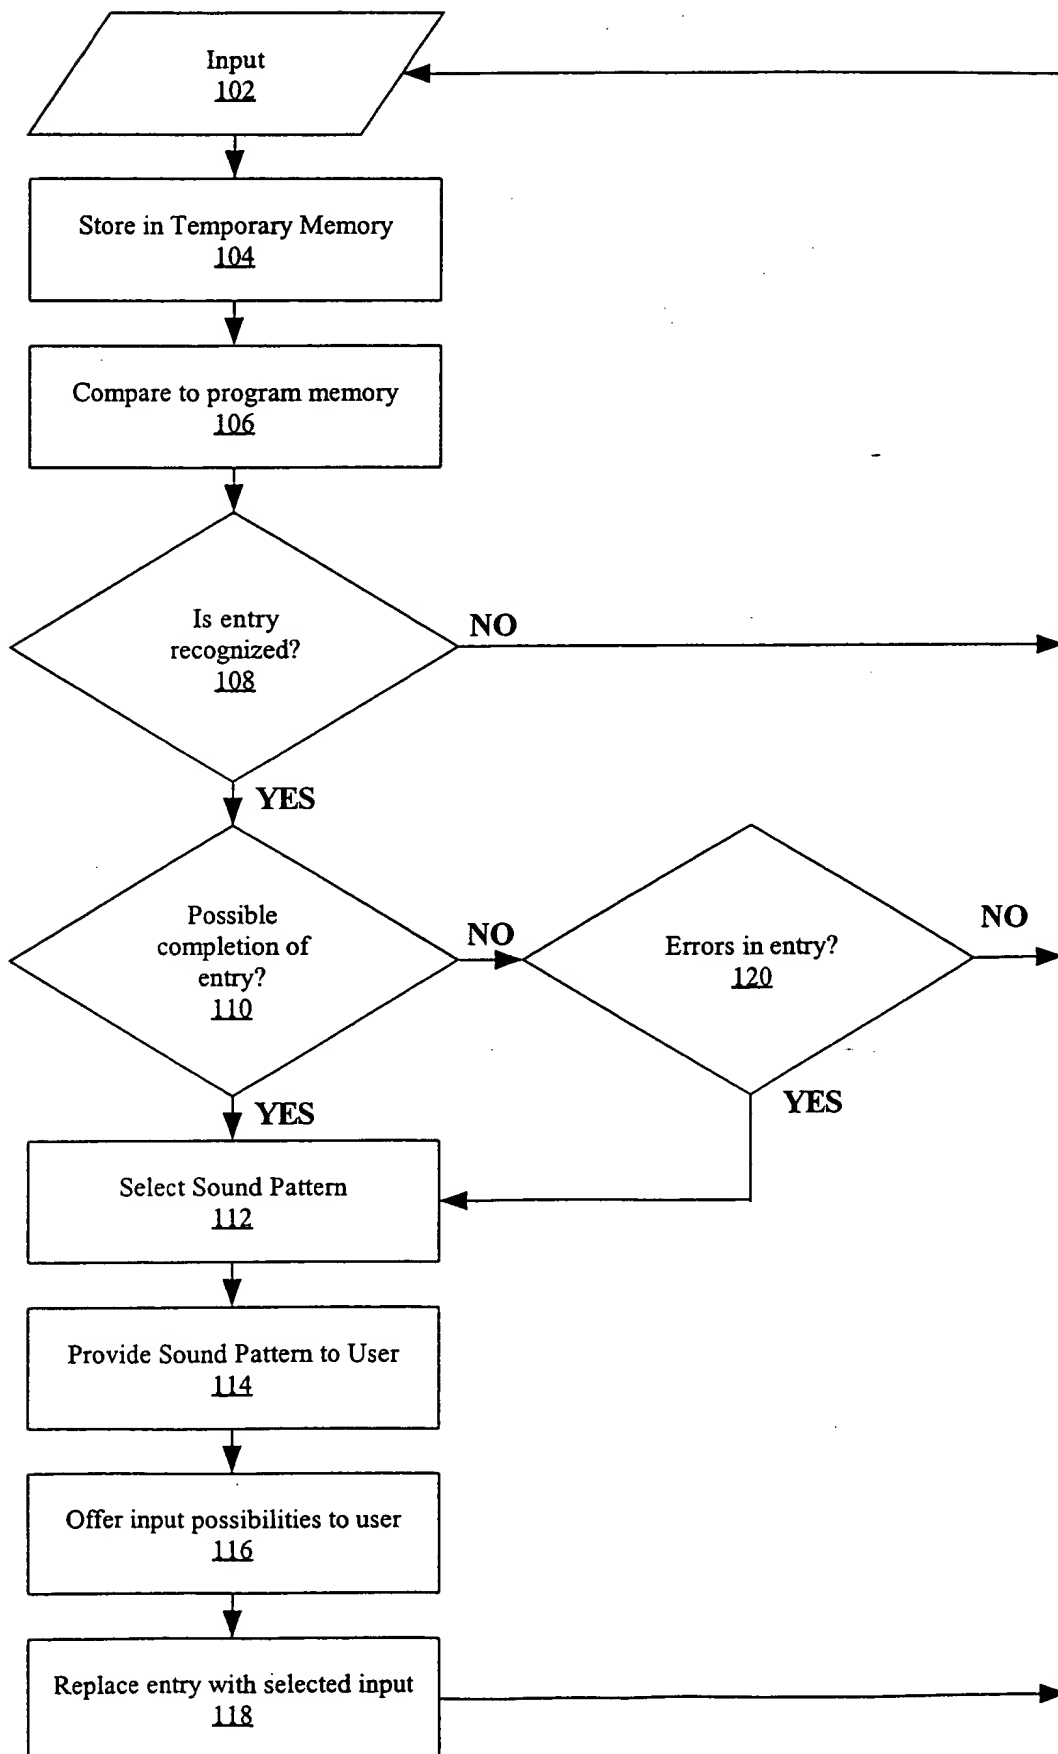 Input
102
Store in Temporary Memory
104
Compare to program memory
106
Is entry
recognized?
108
NO
YES
Possible
completion of
entry?
110
NO
Errors in entry?
120
NO
YES
YES
Select Sound Pattern
112
Provide Sound Pattern to User
114
Offer input possibilities to user
116
Replace entry with selected input
118